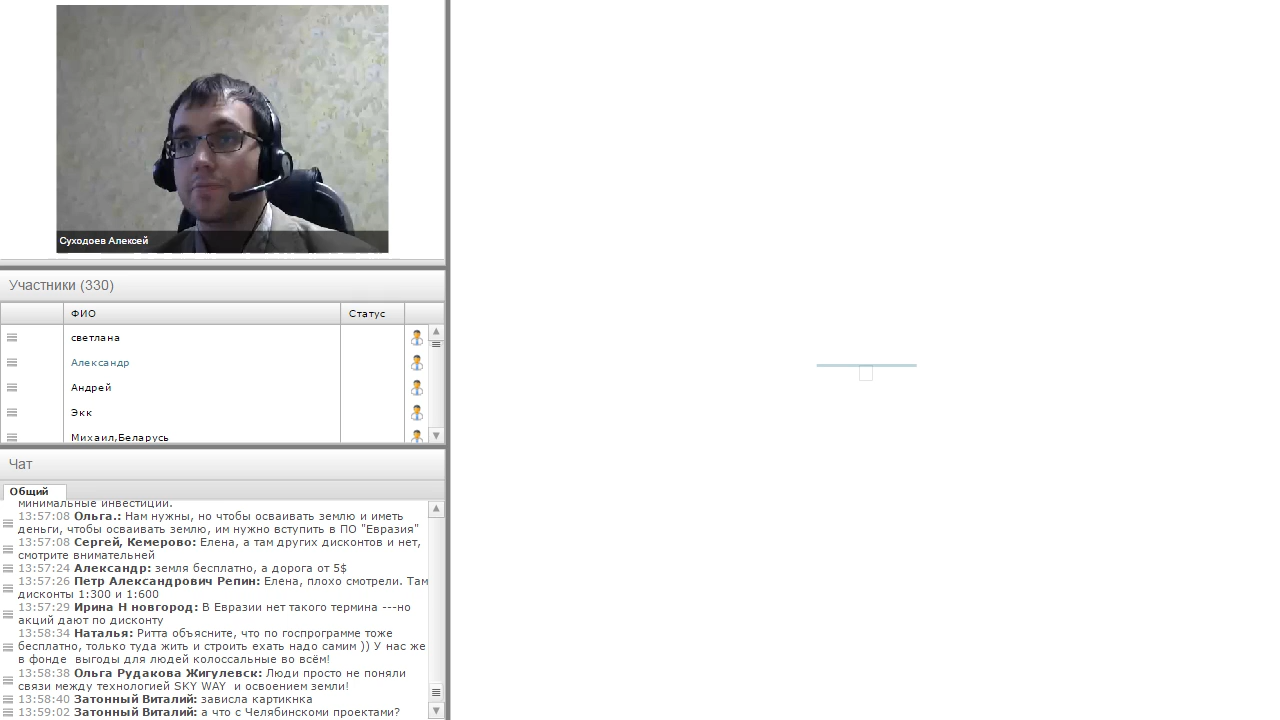 Суходоев Алексей
Участники (330)
ФИО
Статус
светлана
Александр
Андрей
Экк
Михаил,Беларусь
Чат
Общий
минимальные инвестиции.
13:57:08 Ольга.: Нам нужны, но чтобы осваивать землю и иметь
деньги, чтобы осваивать землю, им нужно вступить в ПО "Евразия"
13:57:08 Сергей, Кемерово: Елена, а там других дисконтов и нет,
смотрите внимательней
13:57:24 Александр: земля бесплатно, а дорога от 5$
13:57:26 Петр Александрович Репин: Елена, плохо смотрели. Там
дисконты 1:300 и 1:600
13:57:29 Ирина Н новгород: В Евразии нет такого термина ---но
акций дают по дисконту
13:58:34 Наталья: Ритта объясните, что по госпрограмме тоже
бесплатно, только туда жить и строить ехать надо самим )) У нас же
в фонде выгоды для людей колоссальные во всём!
13:58:38 Ольга Рудакова Жигулевск: Люди просто не поняли
связи между технологией SKY WAY и освоением земли!
13:58:40 Затонный Виталий: зависла картикнка
13:59:02 Затонный Виталий: а что с Челябинскоми проектами?